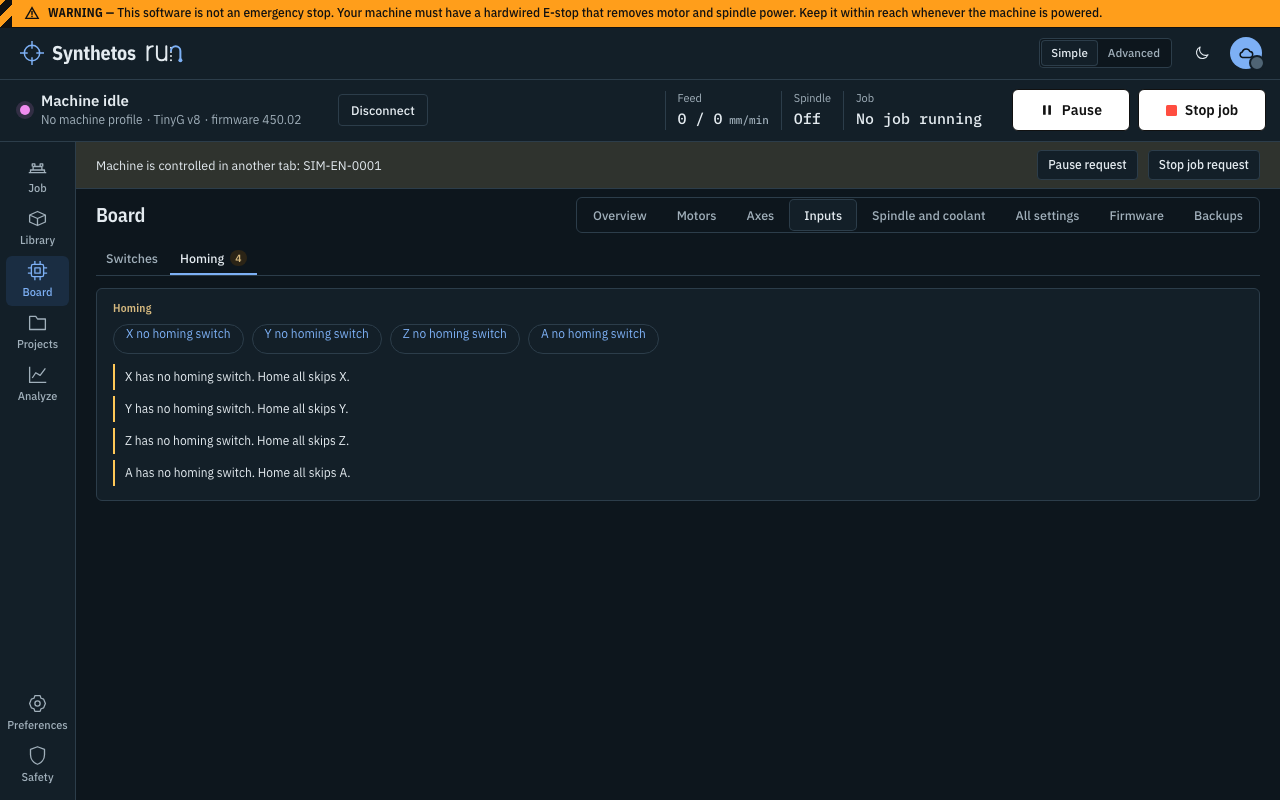 WARNING — This software is not an emergency stop. Your machine must have a hardwired E-stop that removes motor and spindle power. Keep it within reach whenever the machine is powered.
Synthetos run
Simple Advanced
Machine idle
No machine profile · TinyG v8 · firmware 450.02
Disconnect
Feed
0 / 0 mm/min
Spindle
Off
Job
No job running
Pause
Stop job
Machine is controlled in another tab: SIM-EN-0001
Pause request
Stop job request
Job
Library
Board
Projects
Analyze
Preferences
Safety
Board
Overview Motors Axes Inputs Spindle and coolant All settings Firmware Backups
Switches Homing 4
Homing
X no homing switch Y no homing switch Z no homing switch A no homing switch
X has no homing switch. Home all skips X.
Y has no homing switch. Home all skips Y.
Z has no homing switch. Home all skips Z.
A has no homing switch. Home all skips A.